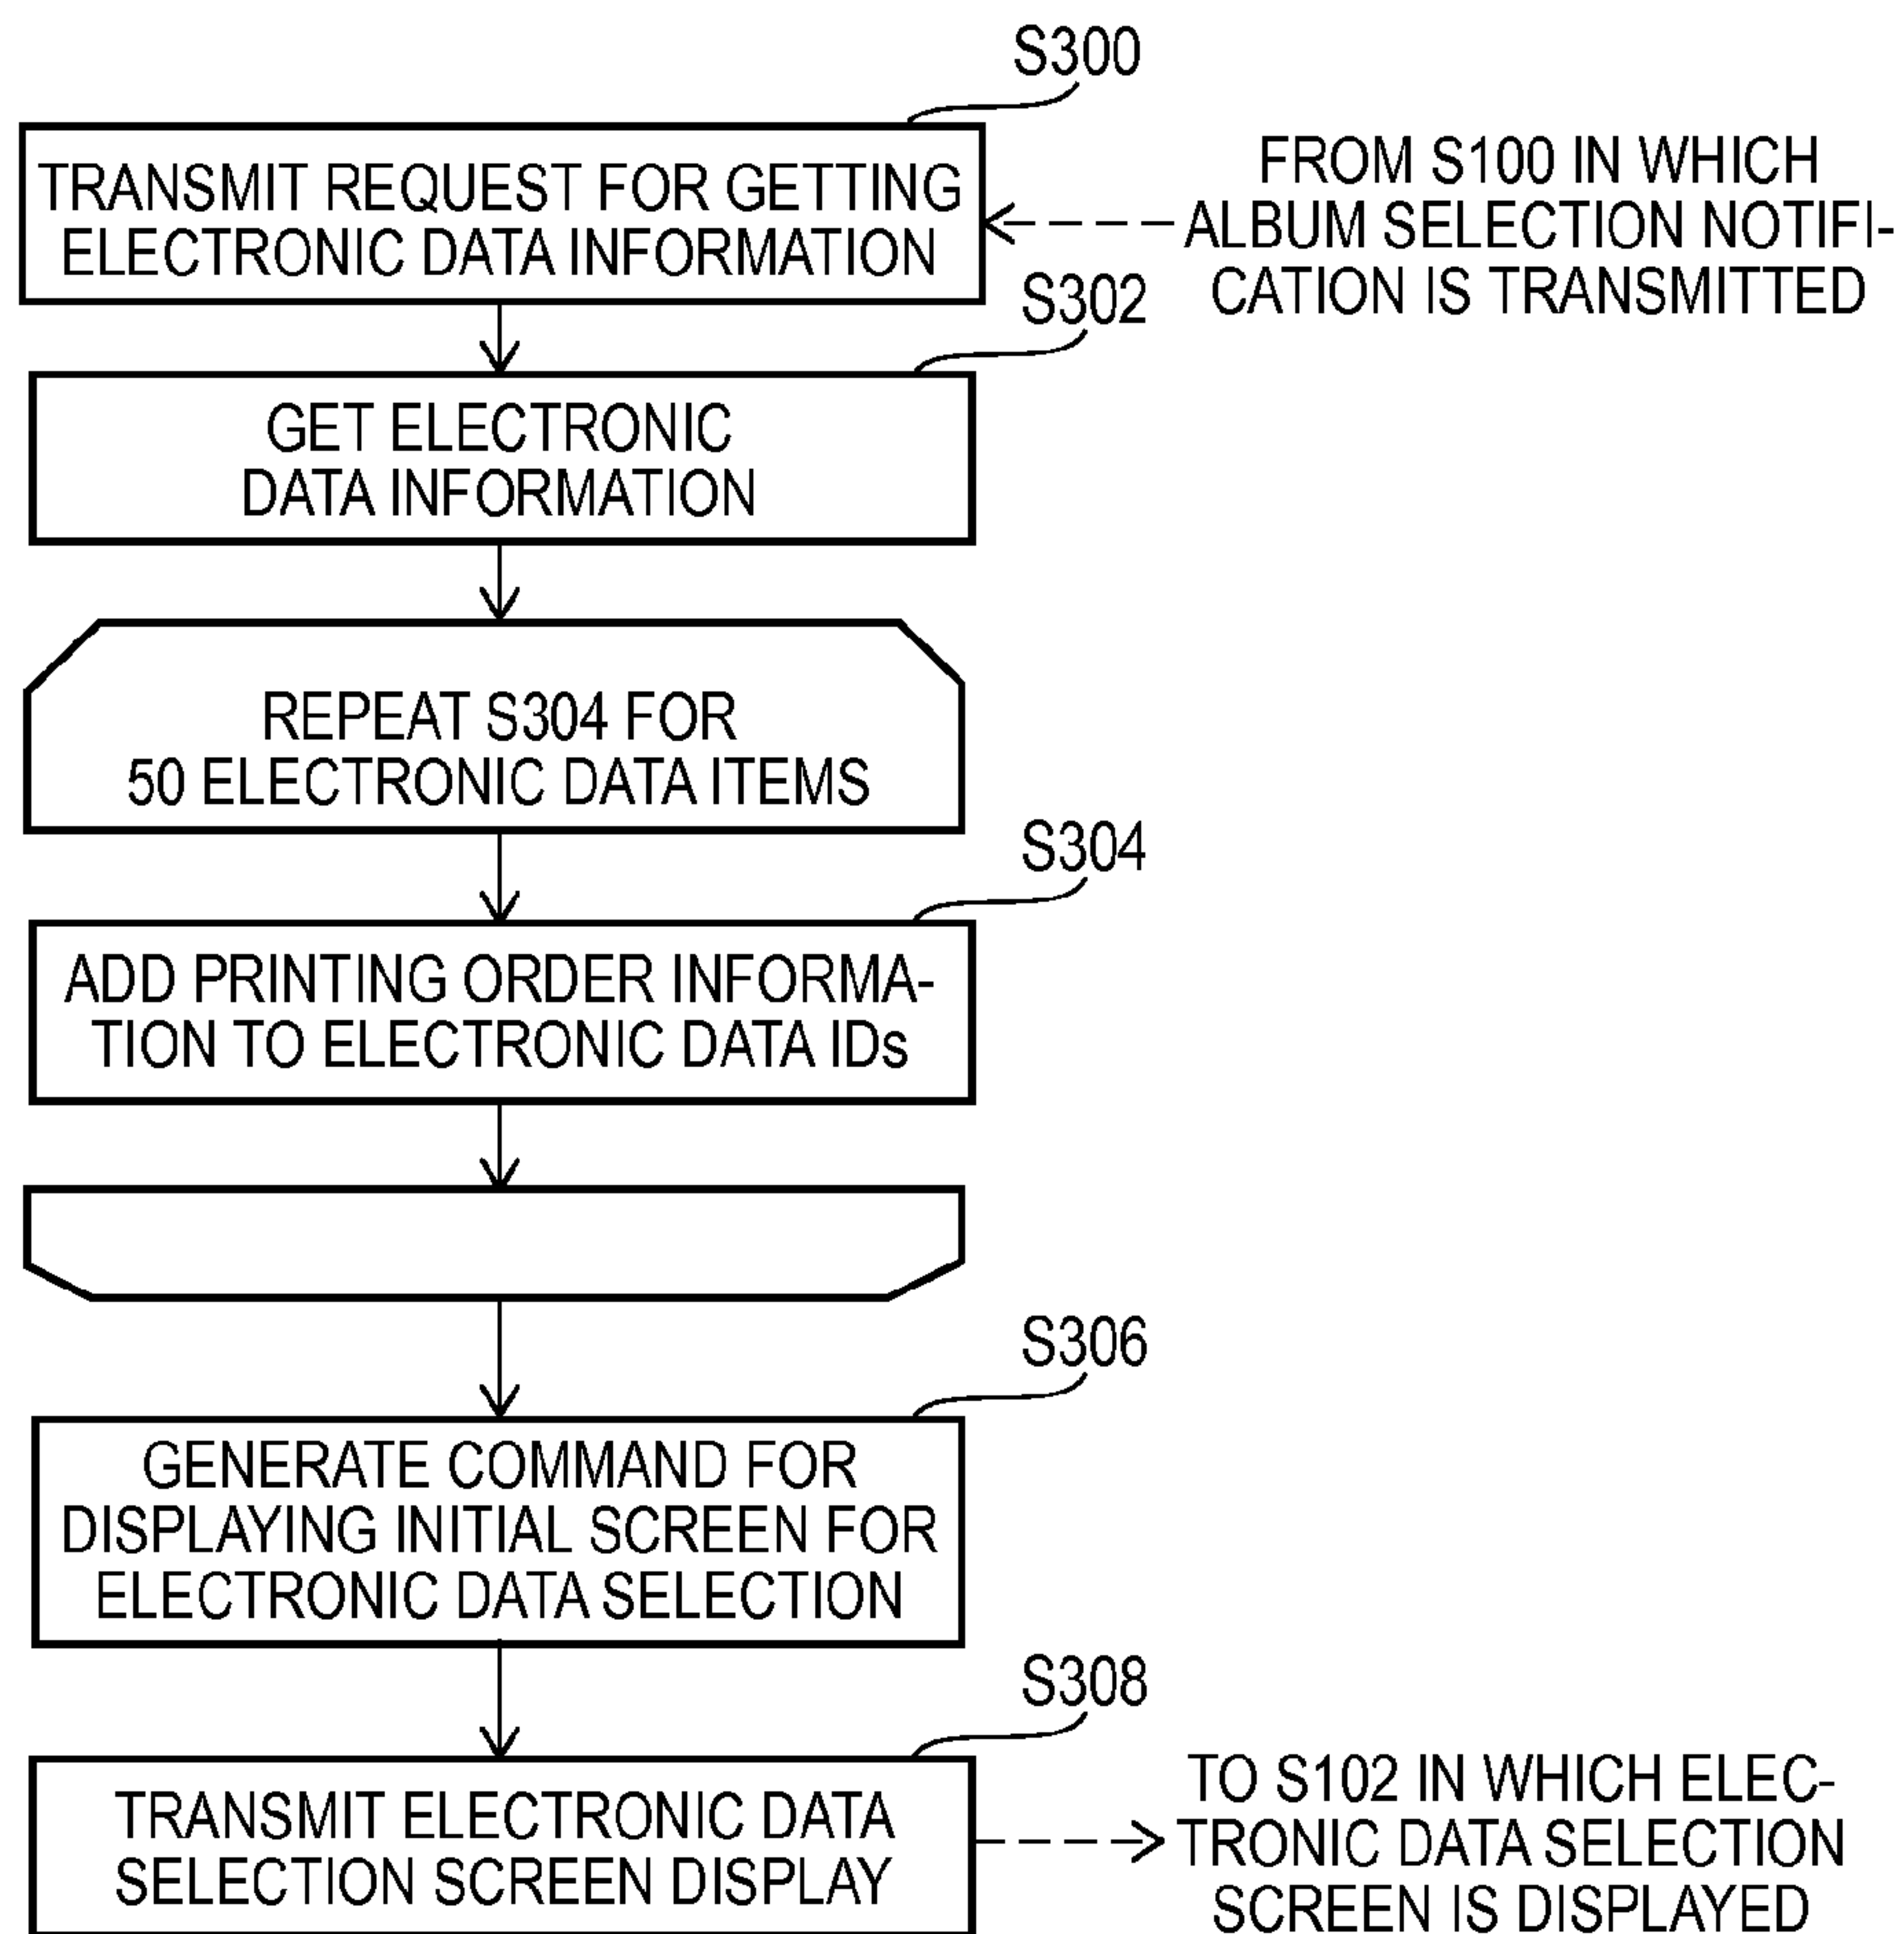 S300
TRANSMIT REQUEST FOR GETTING
ELECTRONIC DATA INFORMATION
FROM S100 IN WHICH
ALBUM SELECTION NOTIFI-
CATION IS TRANSMITTED
S302
GET ELECTRONIC
DATA INFORMATION
REPEAT S304 FOR
50 ELECTRONIC DATA ITEMS
S304
ADD PRINTING ORDER INFORMA-
TION TO ELECTRONIC DATA IDs
S306
GENERATE COMMAND FOR
DISPLAYING INITIAL SCREEN FOR
ELECTRONIC DATA SELECTION
S308
TRANSMIT ELECTRONIC DATA
SELECTION SCREEN DISPLAY
TO S102 IN WHICH ELEC-
TRONIC DATA SELECTION
SCREEN IS DISPLAYED